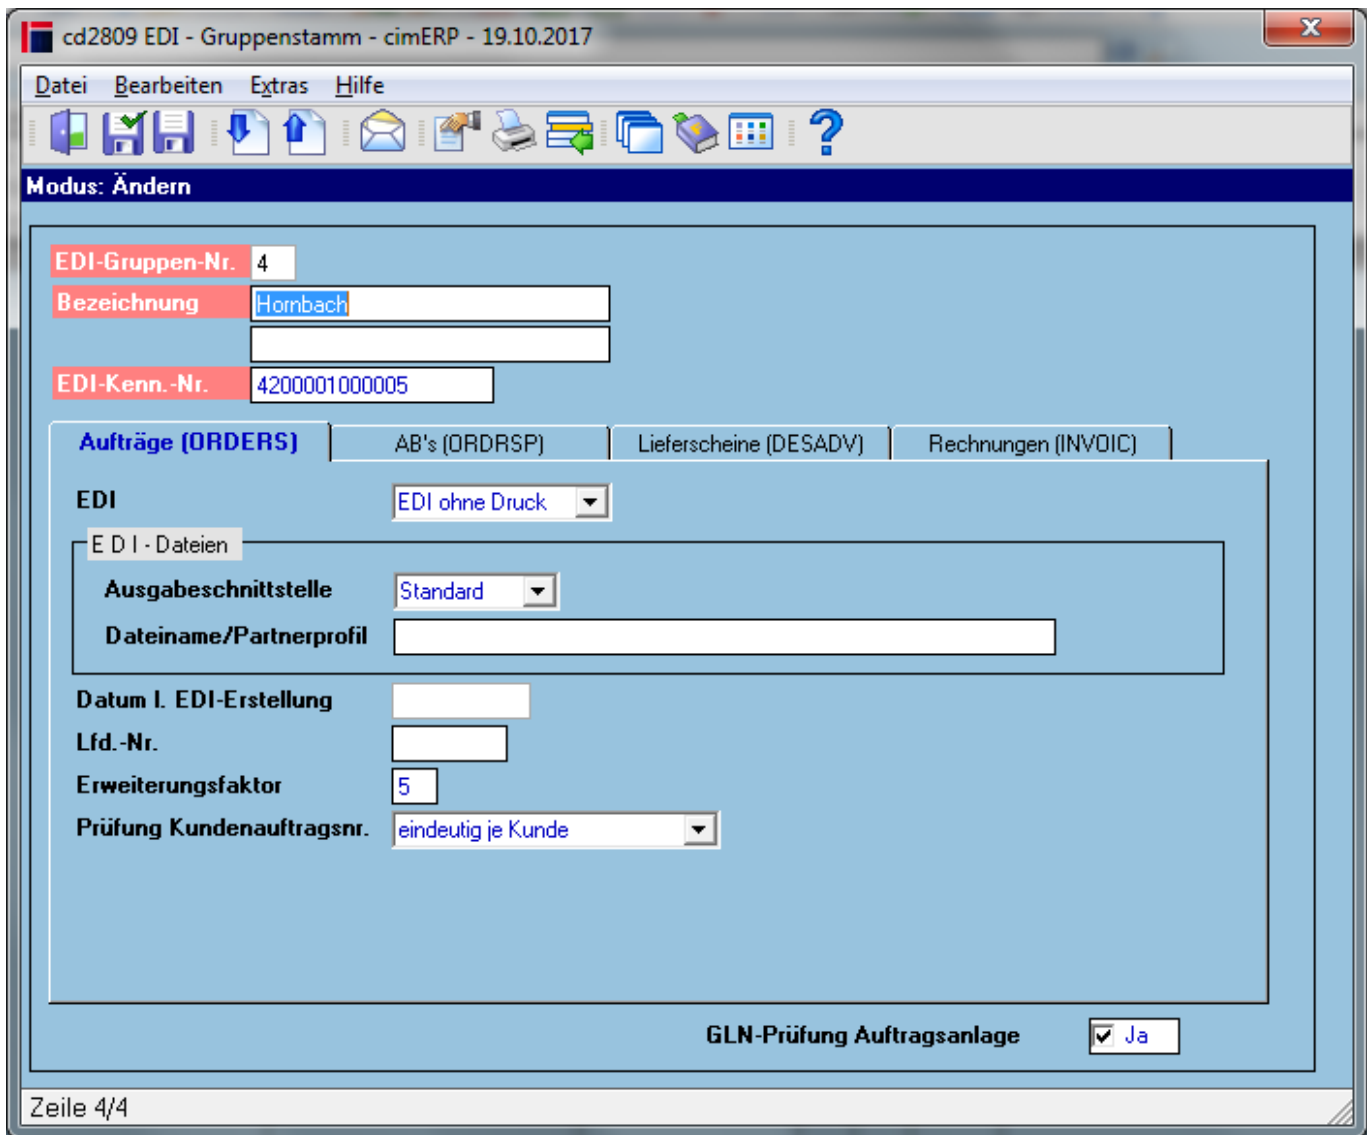 cd2809 EDI - Gruppenstamm - cimERP - 19.10.2017
Datei Bearbeiten Extras Hilfe
Modus: Ändern
EDI-Gruppen-Nr. 4
Bezeichnung Hornbach
EDI-Kenn.-Nr. 4200001000005
Aufträge (ORDERS) AB's (ORDRSP) Lieferscheine (DESADV) Rechnungen (INVOIC)
EDI EDI ohne Druck
E D I - Dateien
Ausgabeschnittstelle Standard
Dateiname/Partnerprofil
Datum l. EDI-Erstellung
Lfd.-Nr.
Erweiterungsfaktor 5
Prüfung Kundenauftragsnr. eindeutig je Kunde
GLN-Prüfung Auftragsanlage Ja
Zeile 4/4